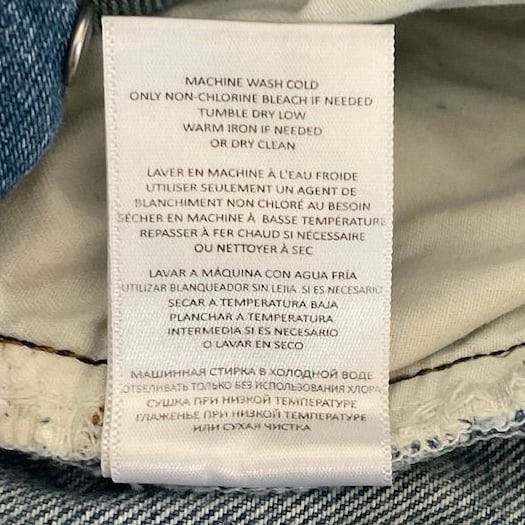 MACHINE WASH COLD
ONLY NON-CHLORINE BLEACH IF NEEDED
TUMBLE DRY LOW
WARM IRON IF NEEDED
OR DRY CLEAN
LAVER EN MACHINE À L'EAU FROIDE
UTILISER SEULEMENT UN AGENT DE
BLANCHIMENT NON CHLORÉ AU BESOIN
SÉCHER EN MACHINE À BASSE TEMPÉRATURE
REPASSER À FER CHAUD SI NÉCESSAIRE
OU NETTOYER À SEC
LAVAR A MÁQUINA CON AGUA FRÍA
UTILIZAR BLANQUEADOR SIN LEJIA SI ES NECESARIO
SECAR A TEMPERATURA BAJA
PLANCHAR A TEMPERATURA
INTERMEDIA SI ES NECESARIO
O LAVAR EN SECO
МАШИННАЯ СТИРКА В ХОЛОДНОЙ ВОДЕ
ОТБЕЛИВАТЬ ТОЛЬКО БЕЗ ИСПОЛЬЗОВАНИЯ ХЛОРА
СУШКА ПРИ НИЗКОЙ ТЕМПЕРАТУРЕ
ГЛАЖЕНЬЕ ПРИ НИЗКОЙ ТЕМПЕРАТУРЕ
ИЛИ СУХАЯ ЧИСТКА